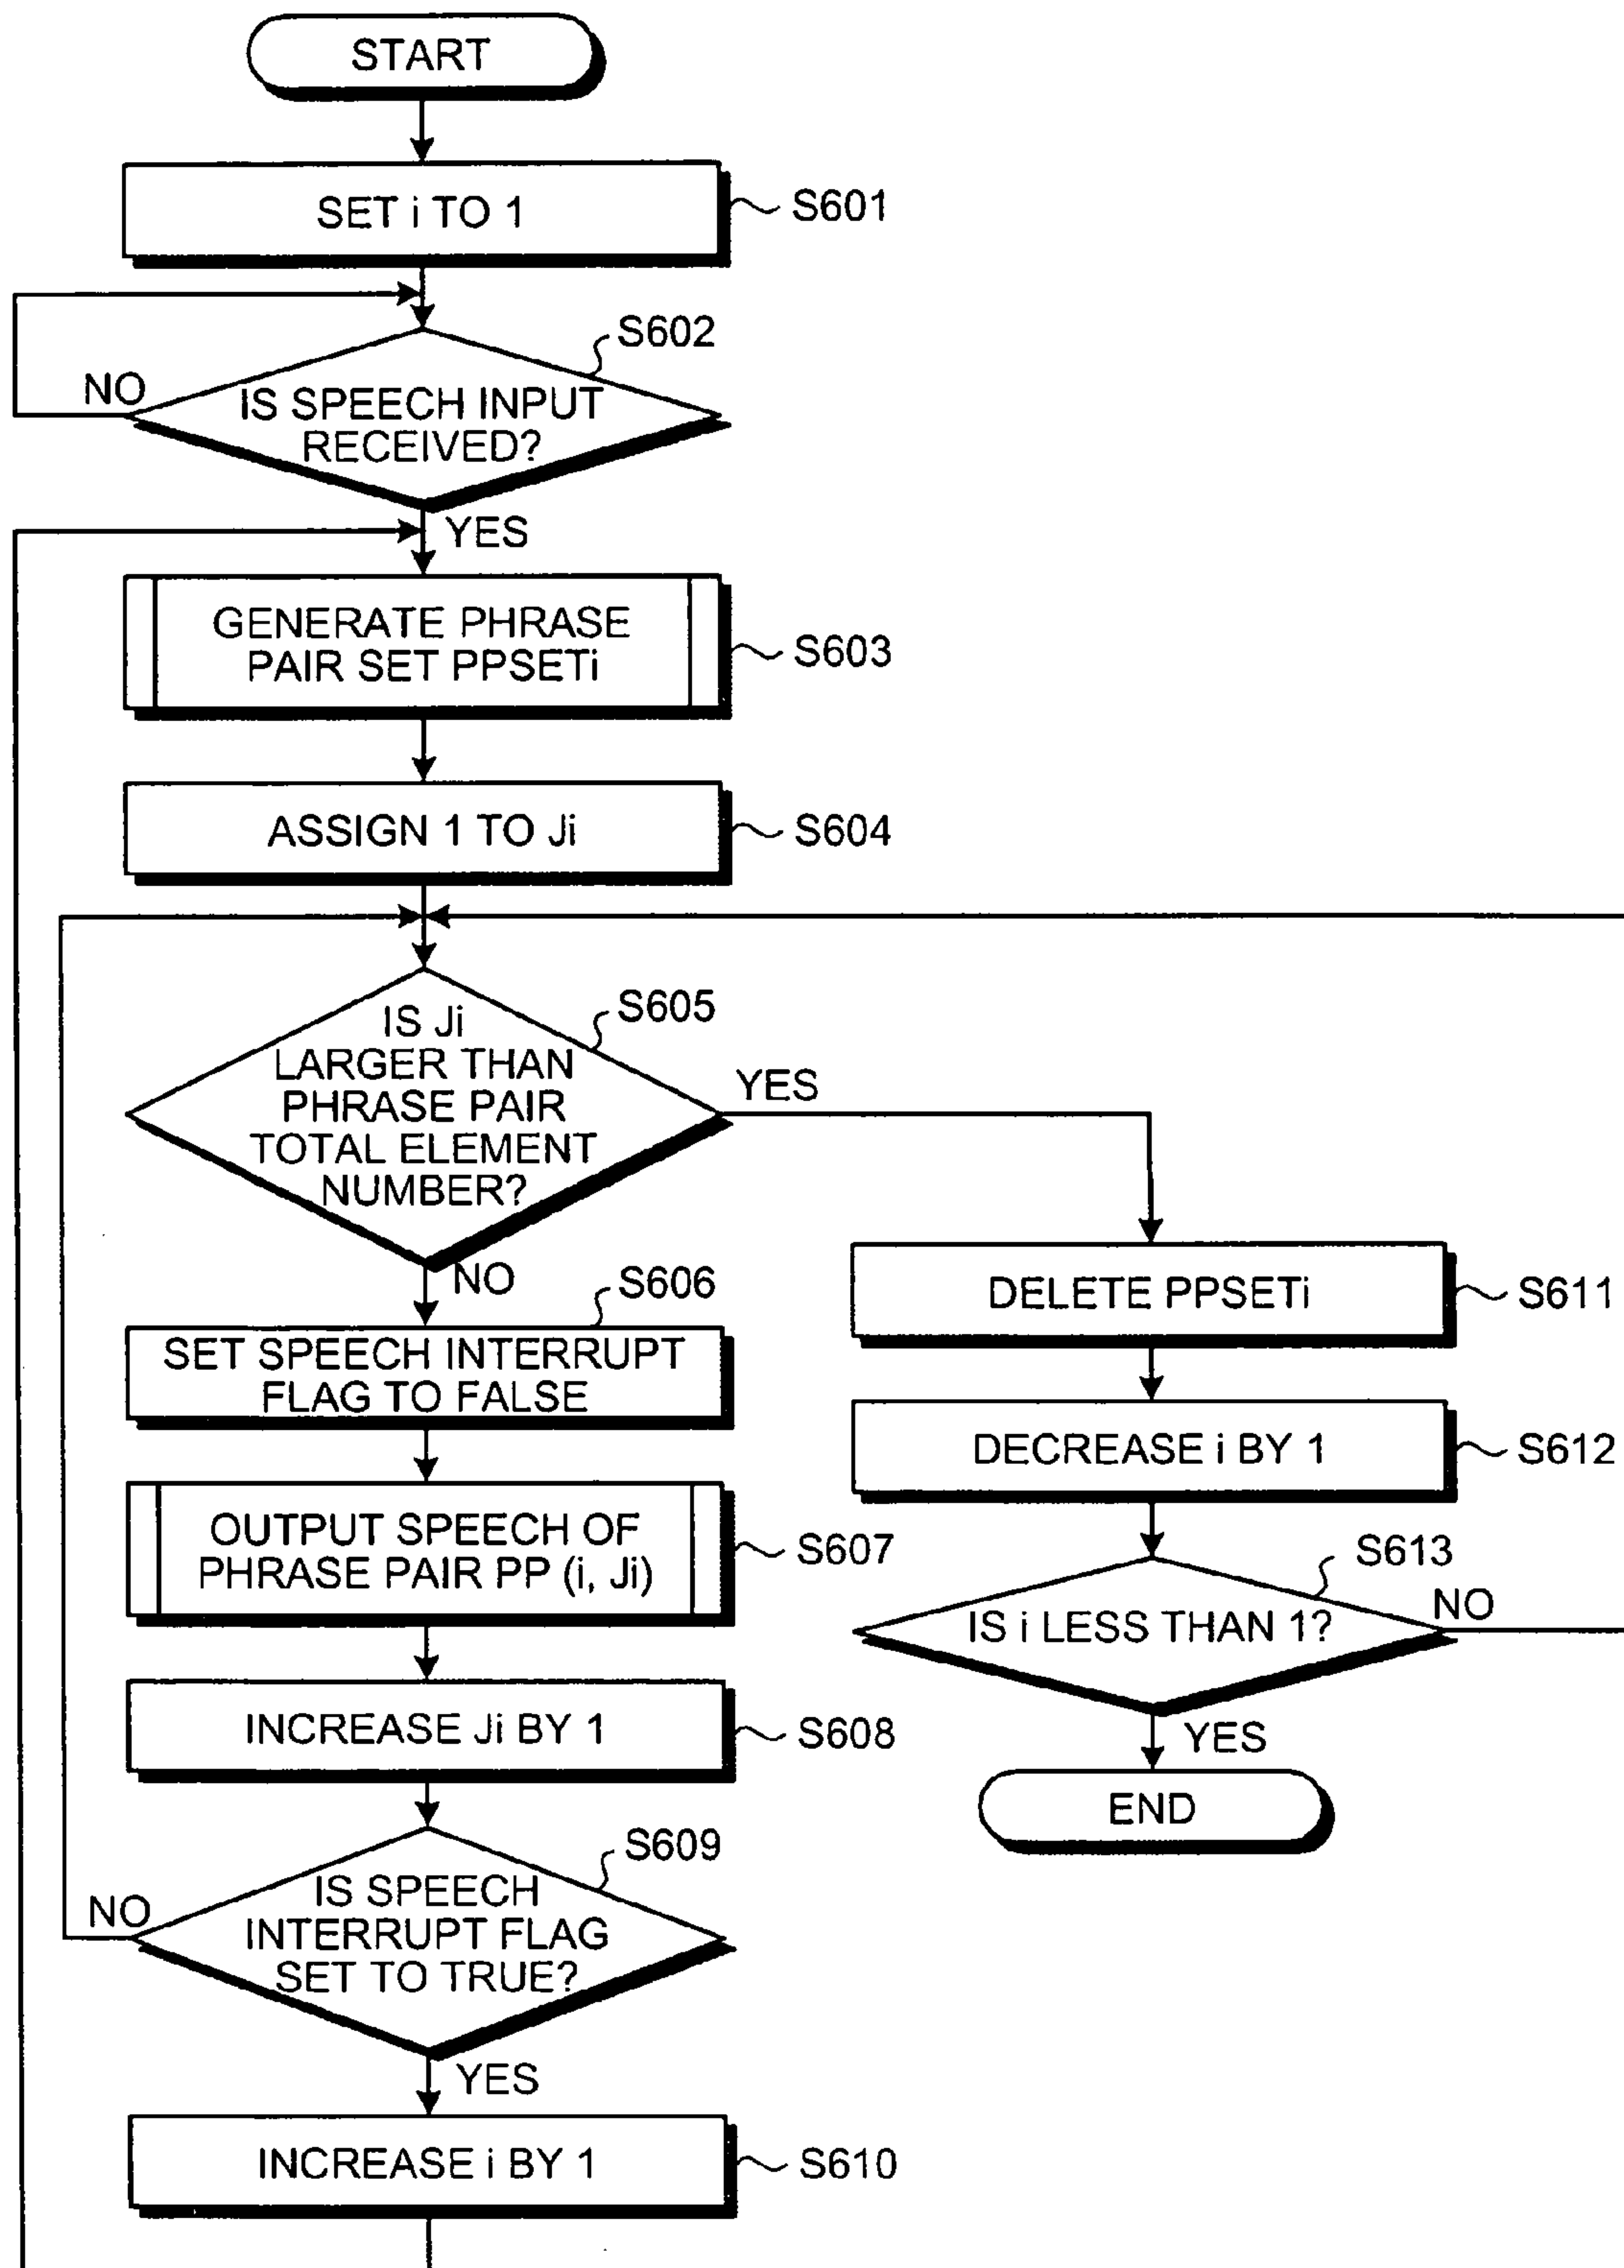 START
SET i TO 1
S601
S602
NO
IS SPEECH INPUT
RECEIVED?
YES
GENERATE PHRASE
PAIR SET PPSETi
S603
ASSIGN 1 TO Ji
S604
S605
IS Ji
LARGER THAN
PHRASE PAIR
TOTAL ELEMENT
NUMBER?
YES
NO
S606
SET SPEECH INTERRUPT
FLAG TO FALSE
OUTPUT SPEECH OF
PHRASE PAIR PP (i, Ji)
S607
INCREASE Ji BY 1
S608
S609
NO
IS SPEECH
INTERRUPT FLAG
SET TO TRUE?
YES
INCREASE i BY 1
S610
DELETE PPSETi
S611
DECREASE i BY 1
S612
S613
IS i LESS THAN 1?
NO
YES
END